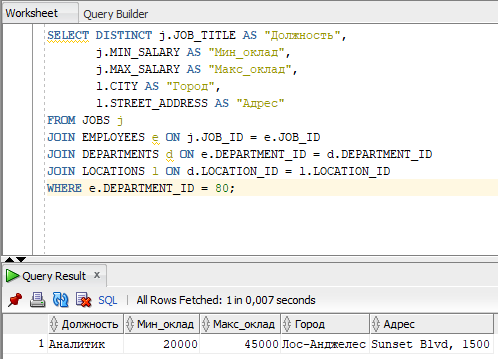 Worksheet Query Builder
SELECT DISTINCT j.JOB_TITLE AS "Должность",
j.MIN_SALARY AS "Мин_оклад",
j.MAX_SALARY AS "Макс_оклад",
l.CITY AS "Город",
l.STREET_ADDRESS AS "Адрес"
FROM JOBS j
JOIN EMPLOYEES e ON j.JOB_ID = e.JOB_ID
JOIN DEPARTMENTS d ON e.DEPARTMENT_ID = d.DEPARTMENT_ID
JOIN LOCATIONS l ON d.LOCATION_ID = l.LOCATION_ID
WHERE e.DEPARTMENT_ID = 80;
Query Result x
SQL | All Rows Fetched: 1 in 0,007 seconds
Должность Мин_оклад Макс_оклад Город Адрес
1 Аналитик 20000 45000 Лос-Анджелес Sunset Blvd, 1500